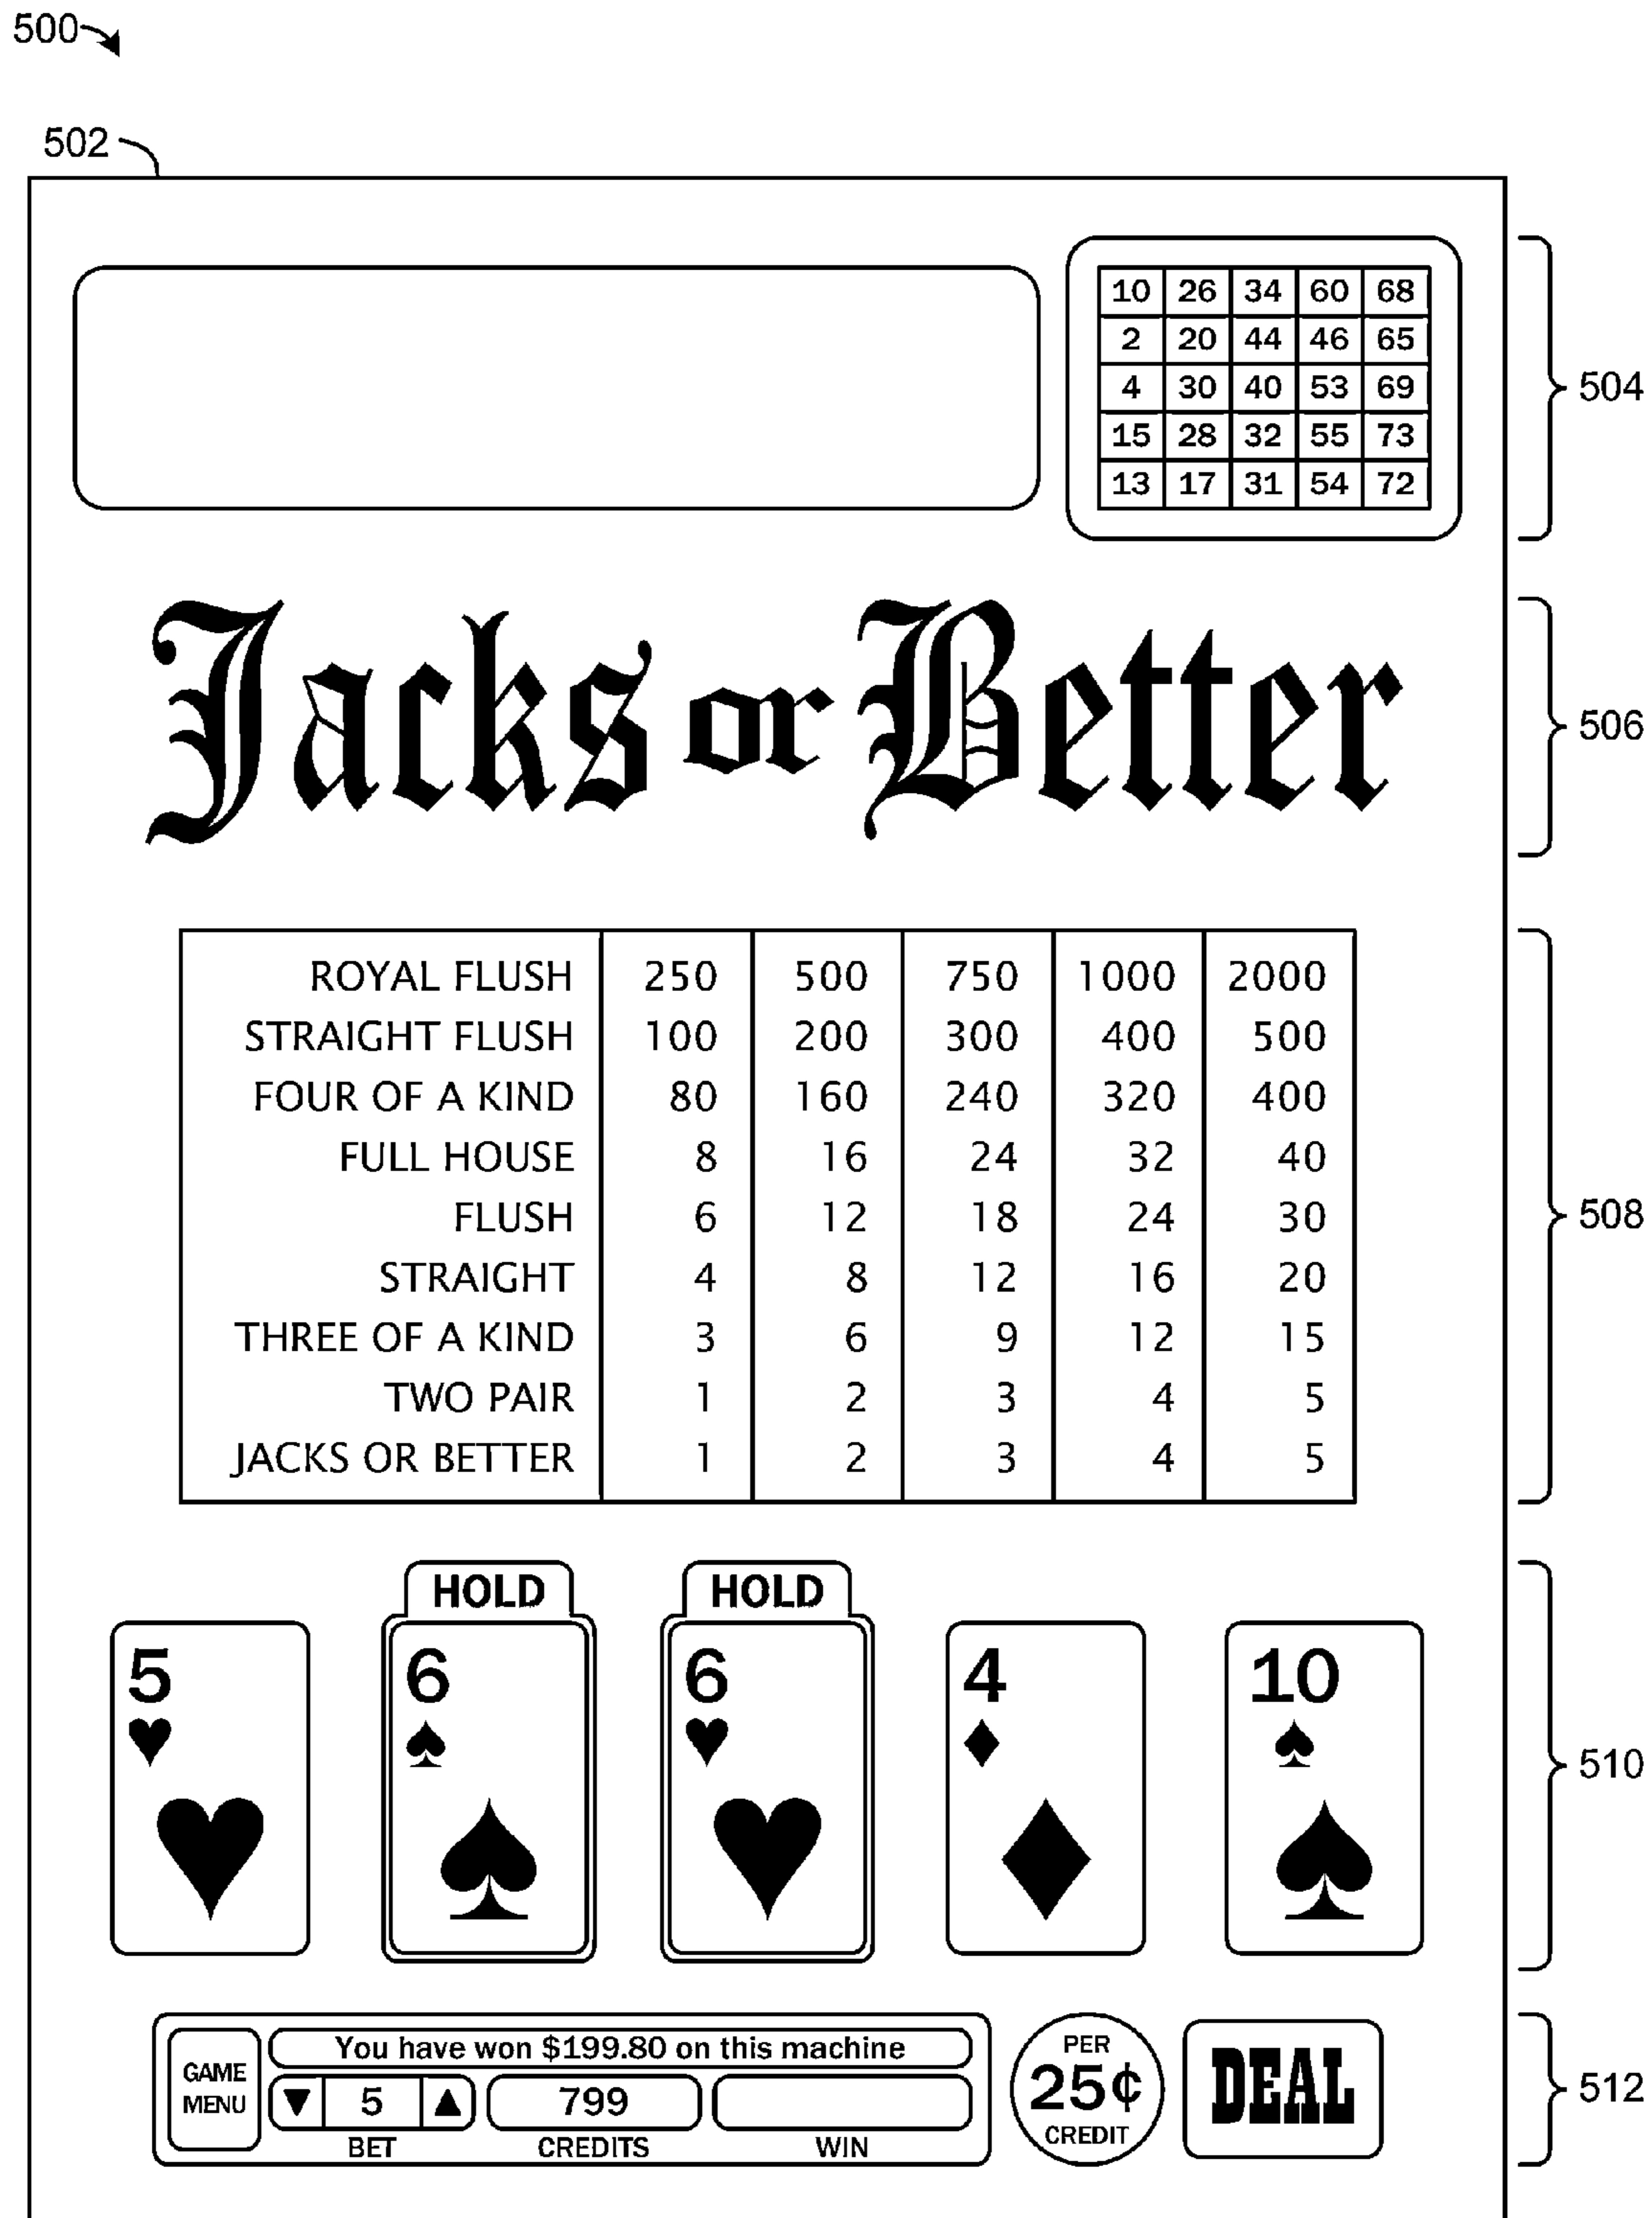 500
502
10 26 34 60 68
2 20 44 46 65
4 30 40 53 69
15 28 32 55 73
13 17 31 54 72
504
Jacks or Better
506
ROYAL FLUSH 250 500 750 1000 2000
STRAIGHT FLUSH 100 200 300 400 500
FOUR OF A KIND 80 160 240 320 400
FULL HOUSE 8 16 24 32 40
FLUSH 6 12 18 24 30
STRAIGHT 4 8 12 16 20
THREE OF A KIND 3 6 9 12 15
TWO PAIR 1 2 3 4 5
JACKS OR BETTER 1 2 3 4 5
508
HOLD HOLD
5 6 6 4 10
510
GAME
MENU
You have won $199.80 on this machine
5 799
BET CREDITS WIN
PER
25¢
CREDIT
DEAL
512